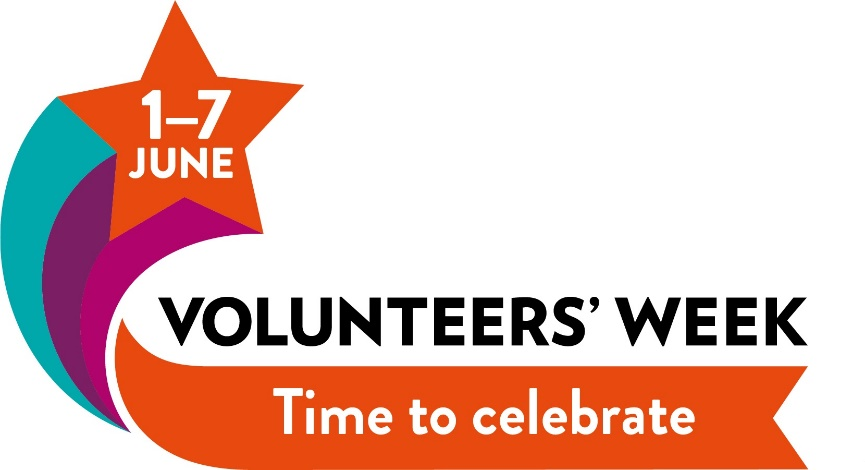 1–7
JUNE
VOLUNTEERS’ WEEK
Time to celebrate